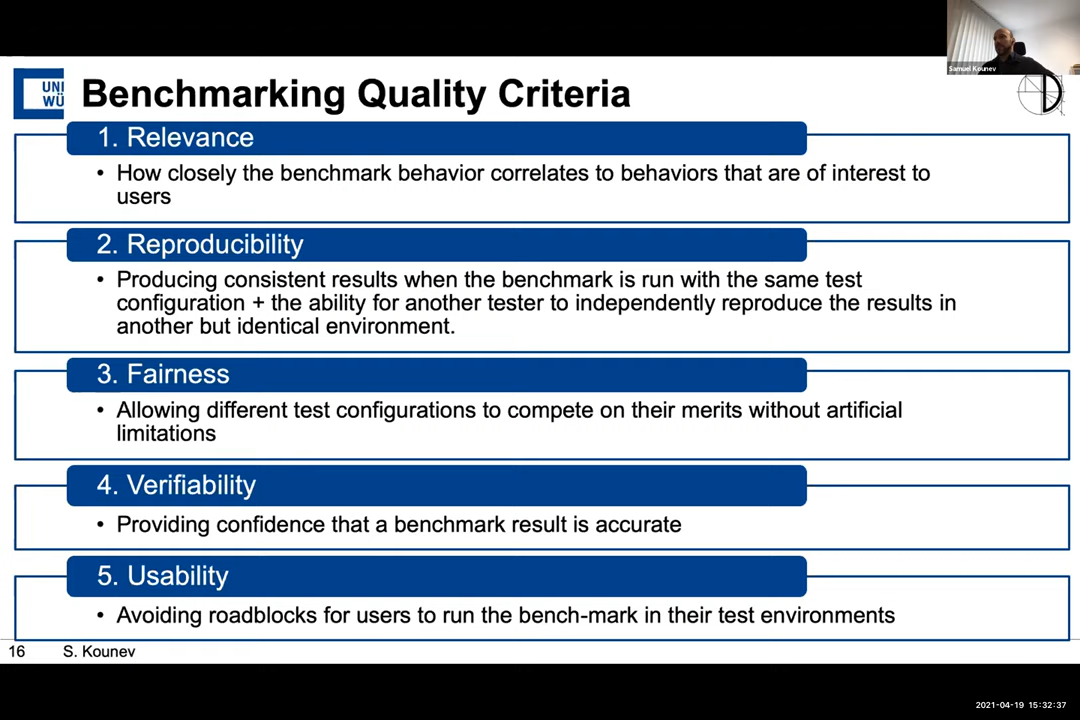 Samuel Kounev
UNI
WÜ
Benchmarking Quality Criteria
1. Relevance
• How closely the benchmark behavior correlates to behaviors that are of interest to
users
2. Reproducibility
• Producing consistent results when the benchmark is run with the same test
configuration + the ability for another tester to independently reproduce the results in
another but identical environment.
3. Fairness
• Allowing different test configurations to compete on their merits without artificial
limitations
4. Verifiability
• Providing confidence that a benchmark result is accurate
5. Usability
• Avoiding roadblocks for users to run the bench-mark in their test environments
16 S. Kounev
2021-04-19 15:32:37